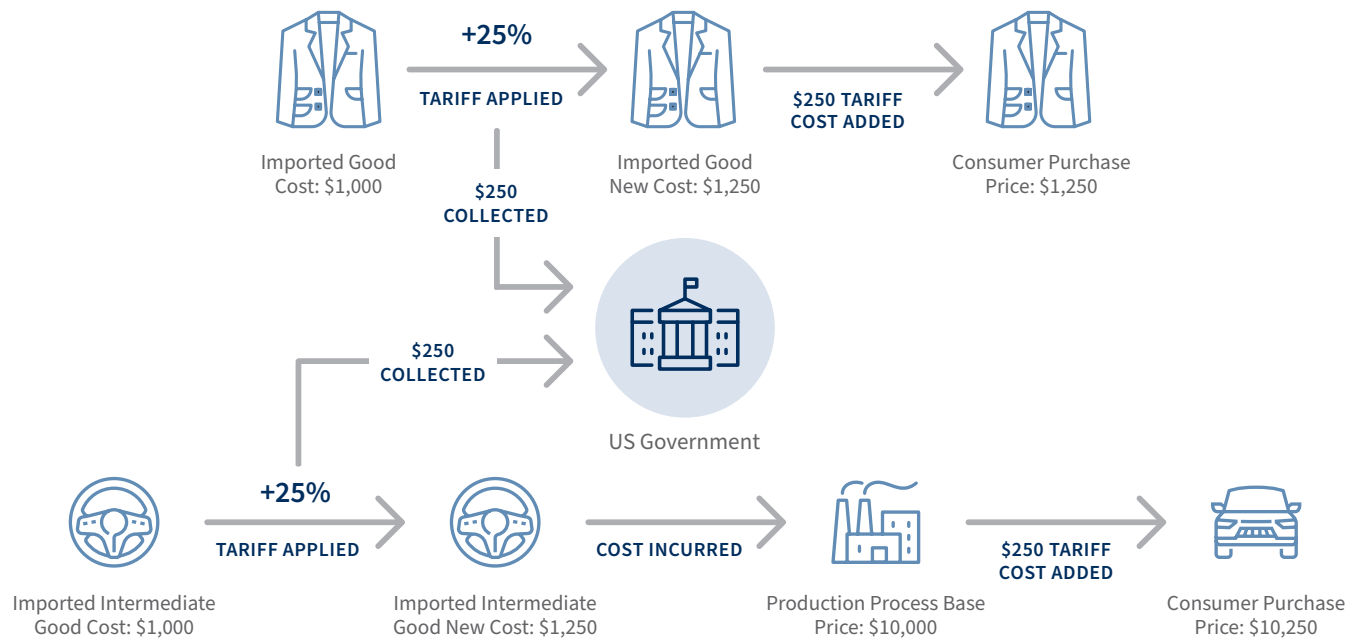 +25%
TARIFF APPLIED
$250 TARIFF
COST ADDED
Imported Good
Cost: $1,000
Imported Good
New Cost: $1,250
Consumer Purchase
Price: $1,250
$250
COLLECTED
$250
COLLECTED
US Government
+25%
TARIFF APPLIED
COST INCURRED
$250 TARIFF
COST ADDED
Imported Intermediate
Good Cost: $1,000
Imported Intermediate
Good New Cost: $1,250
Production Process Base
Price: $10,000
Consumer Purchase
Price: $10,250